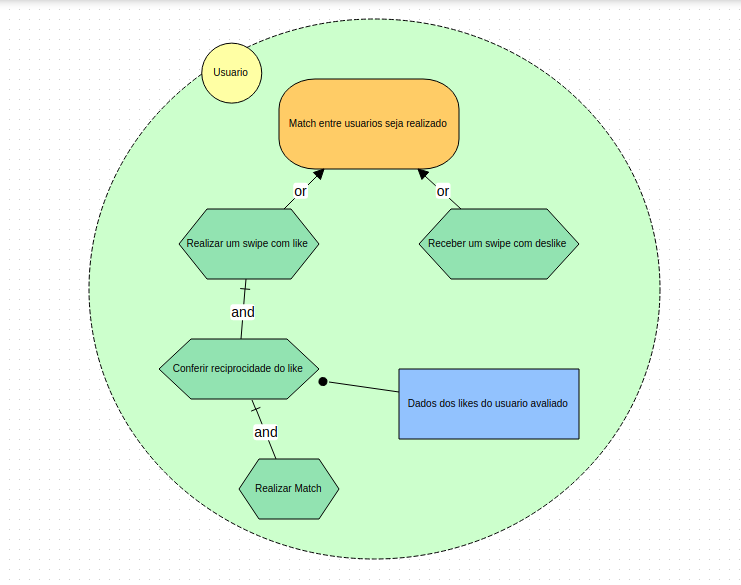 Usuario
Match entre usuarios seja realizado
or
or
Realizar um swipe com like
Receber um swipe com deslike
and
Conferir reciprocidade do like
Dados dos likes do usuario avaliado
and
Realizar Match